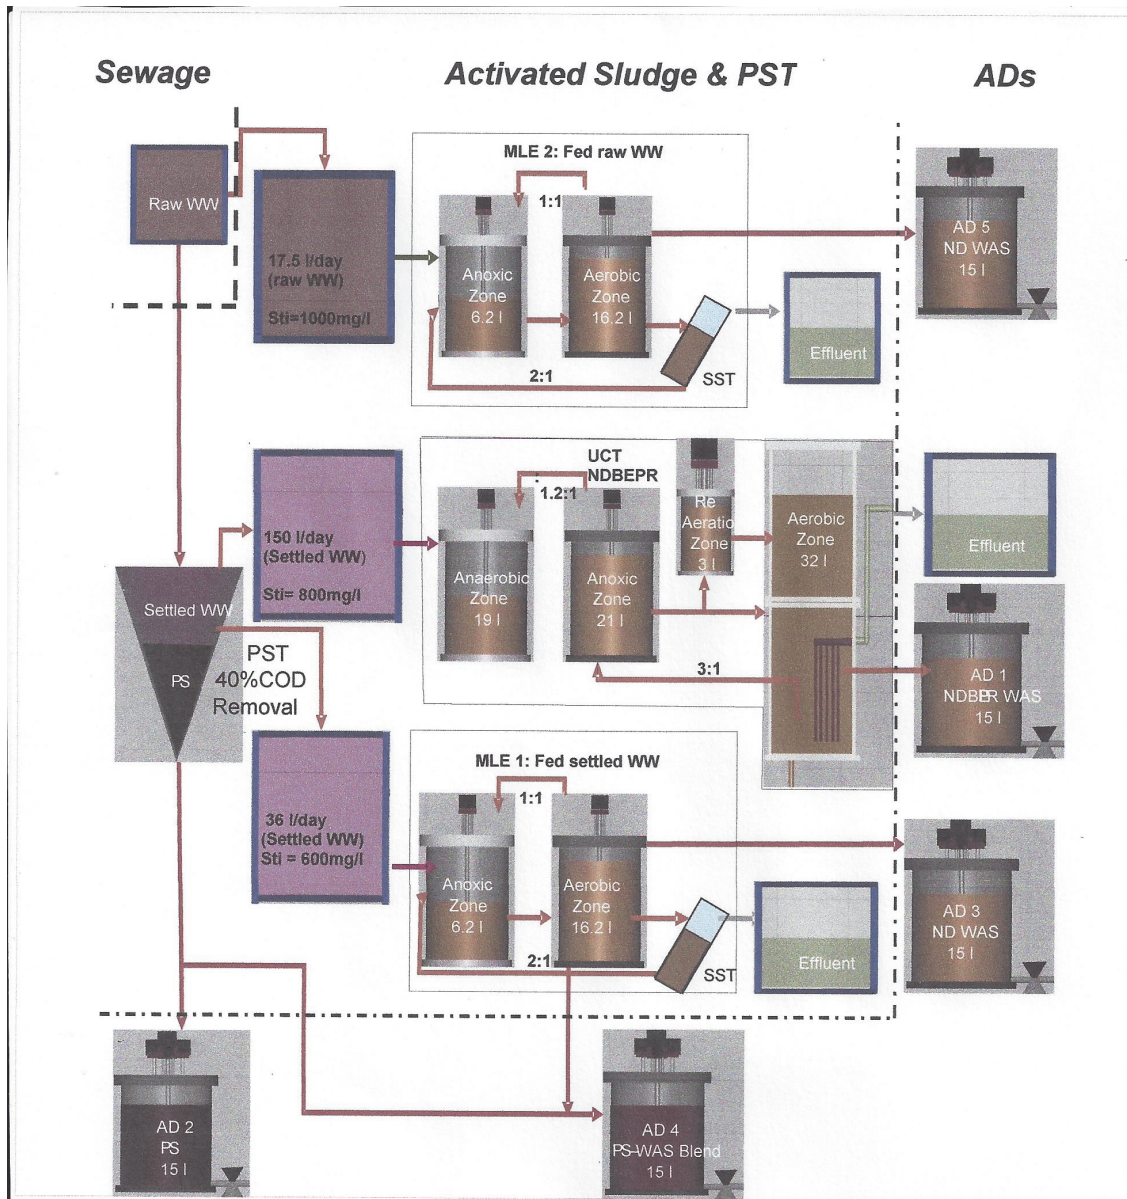 Sewage
Activated Sludge & PST
ADs
Raw WW
17.5 l/day
(raw WW)
Sti=1000mg/l
MLE 2: Fed raw WW
1:1
Anoxic
Zone
6.2 l
Aerobic
Zone
16.2 l
2:1
SST
Effluent
AD 5
ND WAS
15 l
150 l/day
(Settled WW)
Sti= 800mg/l
UCT
NDBEPR
1.2:1
Anaerobic
Zone
19 l
Anoxic
Zone
21 l
Re
Aeratio
Zone
3 l
Aerobic
Zone
32 l
3:1
Effluent
AD 1
NDBEPR WAS
15 l
Settled WW
PS
PST
40%COD
Removal
36 l/day
(Settled WW)
Sti = 600mg/l
MLE 1: Fed settled WW
1:1
Anoxic
Zone
6.2 l
Aerobic
Zone
16.2 l
2:1
SST
Effluent
AD 3
ND WAS
15 l
AD 2
PS
15 l
AD 4
PS-WAS Blend
15 l